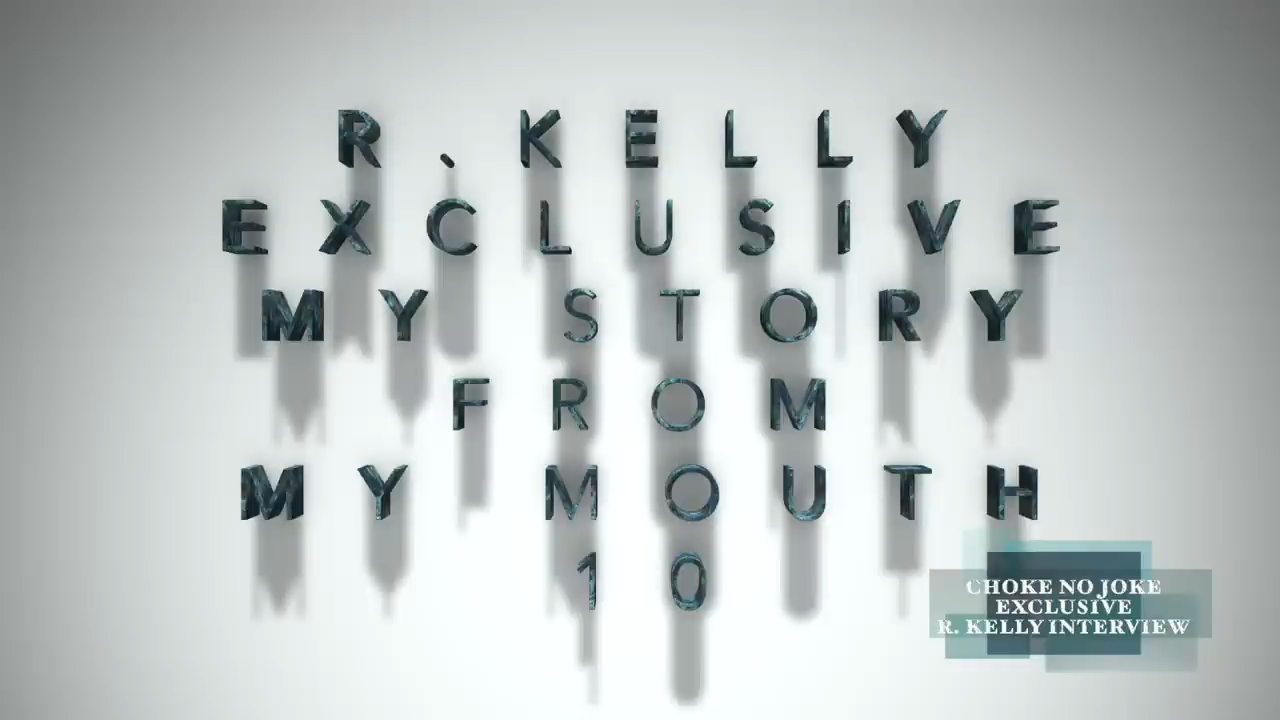 R. KELLY
EXCLUSIVE
MY STORY
FROM
MY MOUTH
10
CHOKE NO JOKE
EXCLUSIVE
R. KELLY INTERVIEW